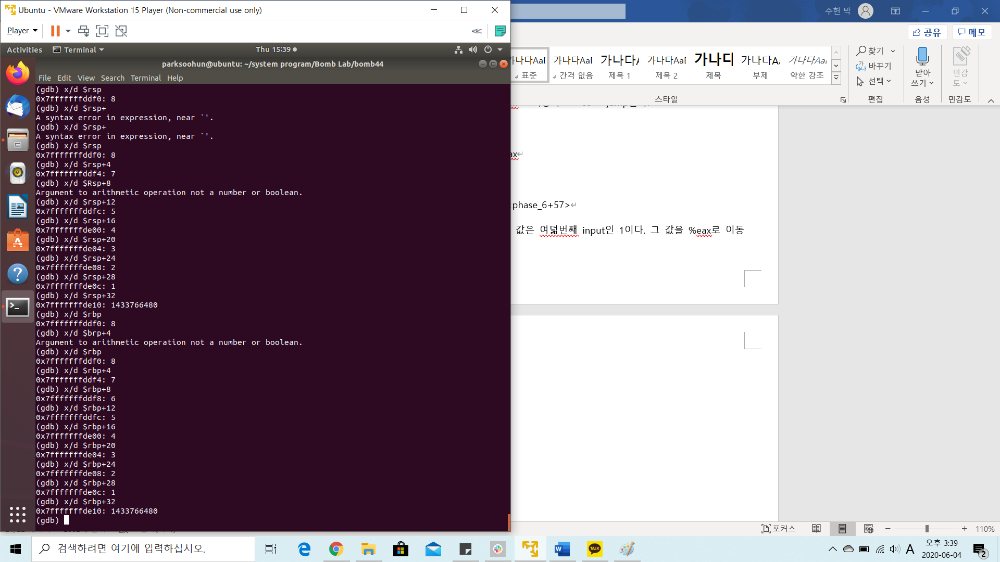 Ubuntu - VMware Workstation 15 Player (Non-commercial use only)
Player
Activities
Terminal
Thu 15:39
parksoohun@ubuntu: ~/system program/Bomb Lab/bomb44
File Edit View Search Terminal Help
(gdb) x/d $rsp
0x7fffffffddf0: 8
(gdb) x/d $rsp+
A syntax error in expression, near `'.
(gdb) x/d $rsp+
A syntax error in expression, near `'.
(gdb) x/d $rsp
0x7fffffffddf0: 8
(gdb) x/d $rsp+4
0x7fffffffddf4: 7
(gdb) x/d $Rsp+8
Argument to arithmetic operation not a number or boolean.
(gdb) x/d $rsp+12
0x7fffffffddfc: 5
(gdb) x/d $rsp+16
0x7fffffffde00: 4
(gdb) x/d $rsp+20
0x7fffffffde04: 3
(gdb) x/d $rsp+24
0x7fffffffde08: 2
(gdb) x/d $rsp+28
0x7fffffffde0c: 1
(gdb) x/d $rsp+32
0x7fffffffde10: 1433766480
(gdb) x/d $rbp
0x7fffffffddf0: 8
(gdb) x/d $brp+4
Argument to arithmetic operation not a number or boolean.
(gdb) x/d $rbp
0x7fffffffddf0: 8
(gdb) x/d $rbp+4
0x7fffffffddf4: 7
(gdb) x/d $rbp+8
0x7fffffffddf8: 6
(gdb) x/d $rbp+12
0x7fffffffddfc: 5
(gdb) x/d $rbp+16
0x7fffffffde00: 4
(gdb) x/d $rbp+20
0x7fffffffde04: 3
(gdb) x/d $rbp+24
0x7fffffffde08: 2
(gdb) x/d $rbp+28
0x7fffffffde0c: 1
(gdb) x/d $rbp+32
0x7fffffffde10: 1433766480
(gdb)
수헌 박
공유
메모
가나다AaB 가나다AaB 가나다A 가나다AaB 가나다 가나다A 가나다AaB
표준 간격 없음 제목 1 제목 2 제목 부제 약한 강조
스타일
찾기
바꾸기
선택
편집
받아
쓰기
음성
민감
도
민감도
ax
phase_6+57>
값은 여덟번째 input인 1이다. 그 값을 %eax로 이동
포커스
110%
검색하려면 여기에 입력하십시오.
TALK
A
오후 3:39
2020-06-04
2